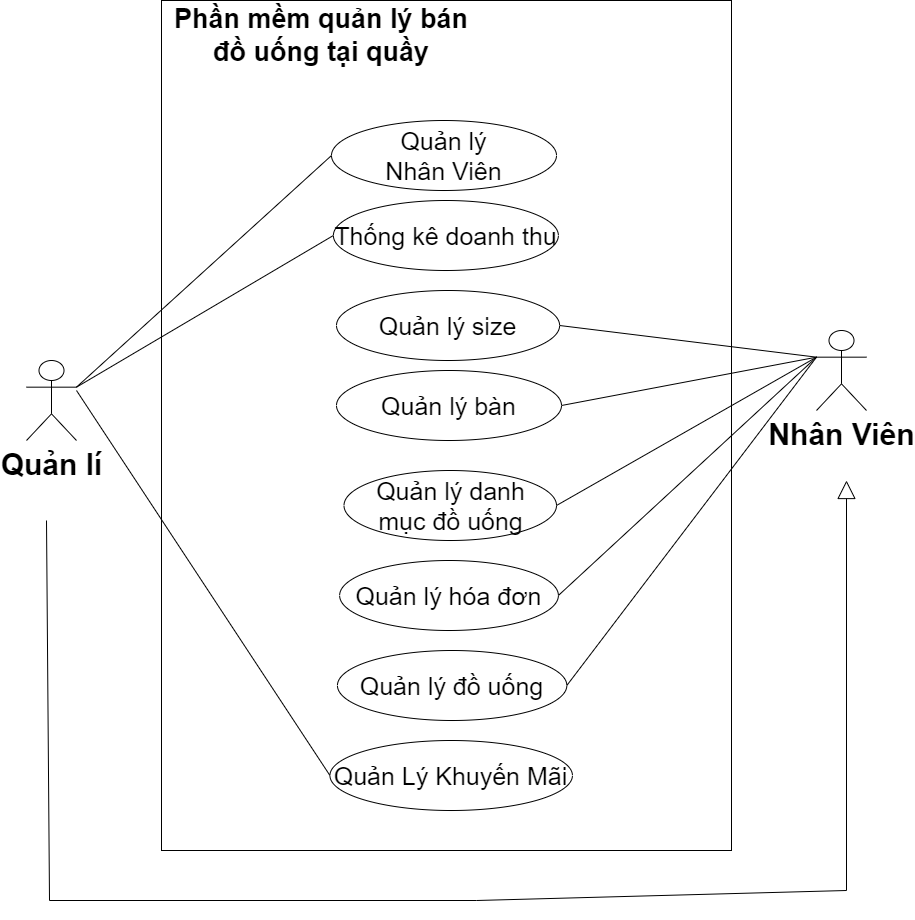 Phần mềm quản lý bán
đồ uống tại quầy
Quản lý
Nhân Viên
Thống kê doanh thu
Quản lý size
Quản lý bàn
Quản lý danh
mục đồ uống
Quản lý hóa đơn
Quản lý đồ uống
Quản Lý Khuyến Mãi
Quản lí
Nhân Viên